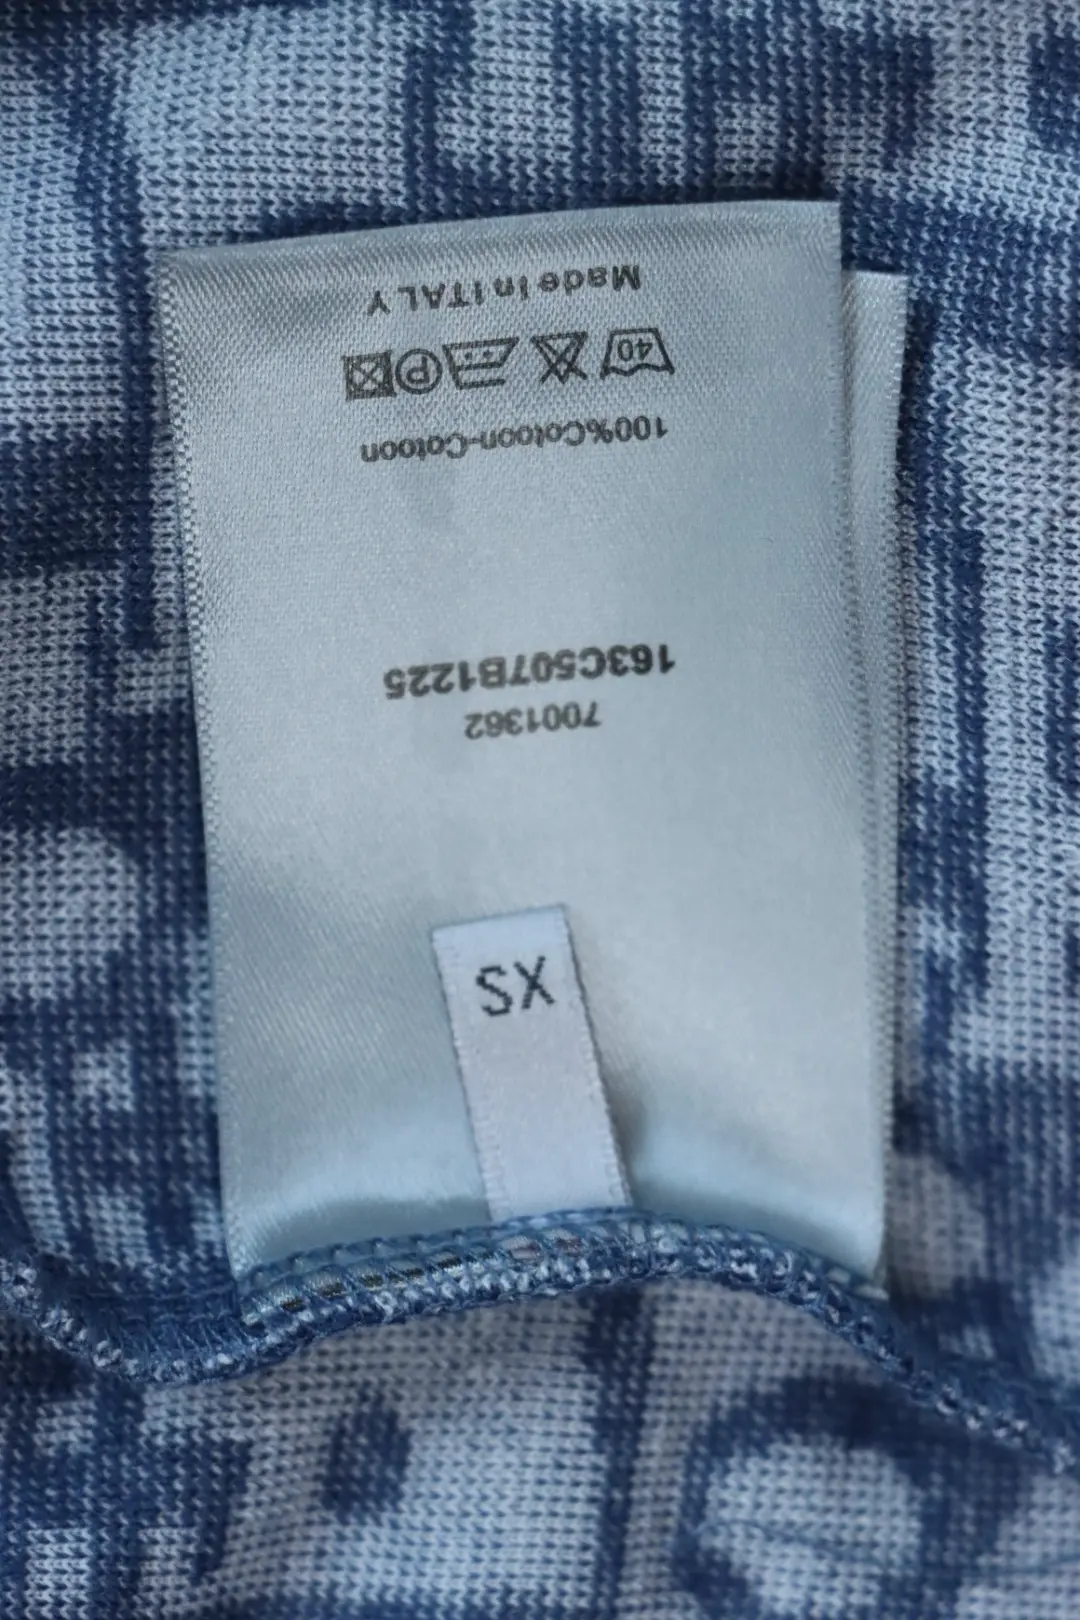 XS
7001362
163C507B1225
100%Cotoon-Cotoon
40 P
Made in ITALY